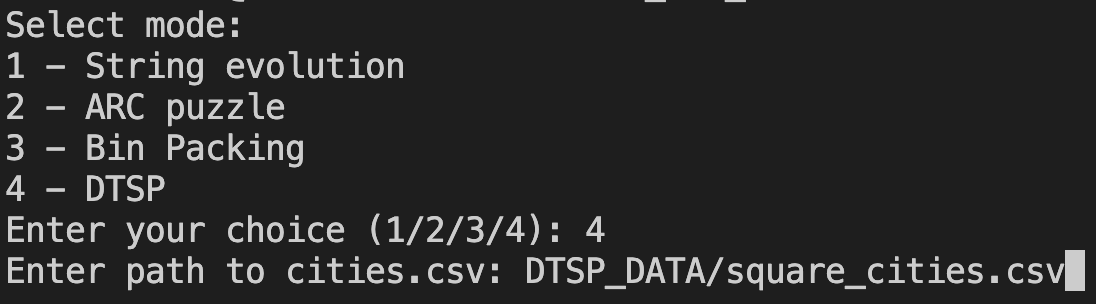 Select mode:
1 – String evolution
2 – ARC puzzle
3 – Bin Packing
4 – DTSP
Enter your choice (1/2/3/4): 4
Enter path to cities.csv: DTSP_DATA/square_cities.csv